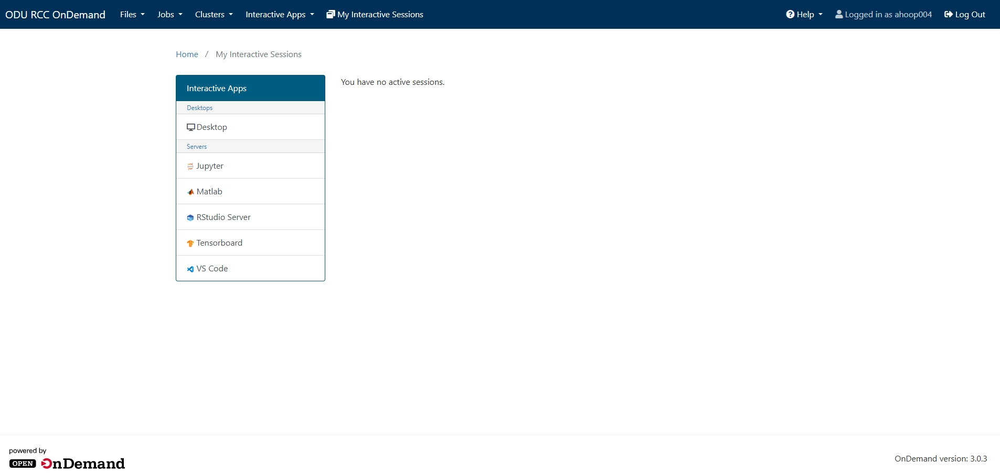 ODU RCC OnDemand Files Jobs Clusters Interactive Apps My Interactive Sessions Help Logged in as ahoop004 Log Out
Home / My Interactive Sessions
Interactive Apps
Desktops
Desktop
Servers
Jupyter
Matlab
RStudio Server
Tensorboard
VS Code
You have no active sessions.
powered by
OPEN OnDemand
OnDemand version: 3.0.3